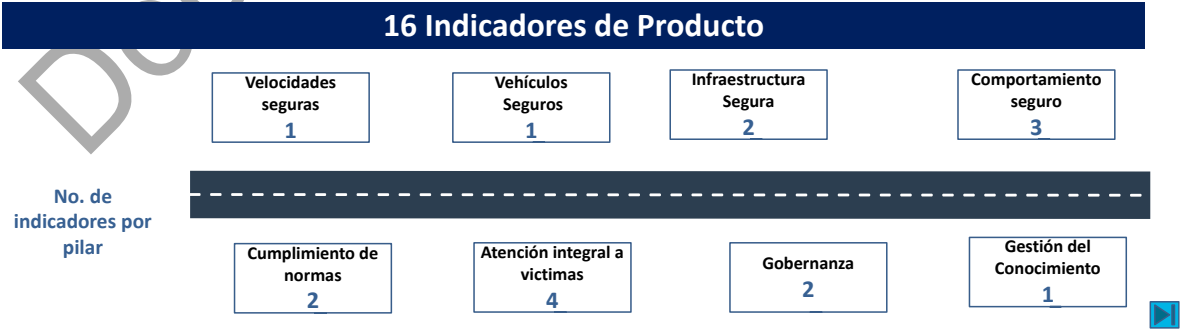 16 Indicadores de Producto
Velocidades
seguras
1
Vehículos
Seguros
1
Infraestructura
Segura
2
Comportamiento
seguro
3
No. de
indicadores por
pilar
Cumplimiento de
normas
2
Atención integral a
victimas
4
Gobernanza
2
Gestión del
Conocimiento
1